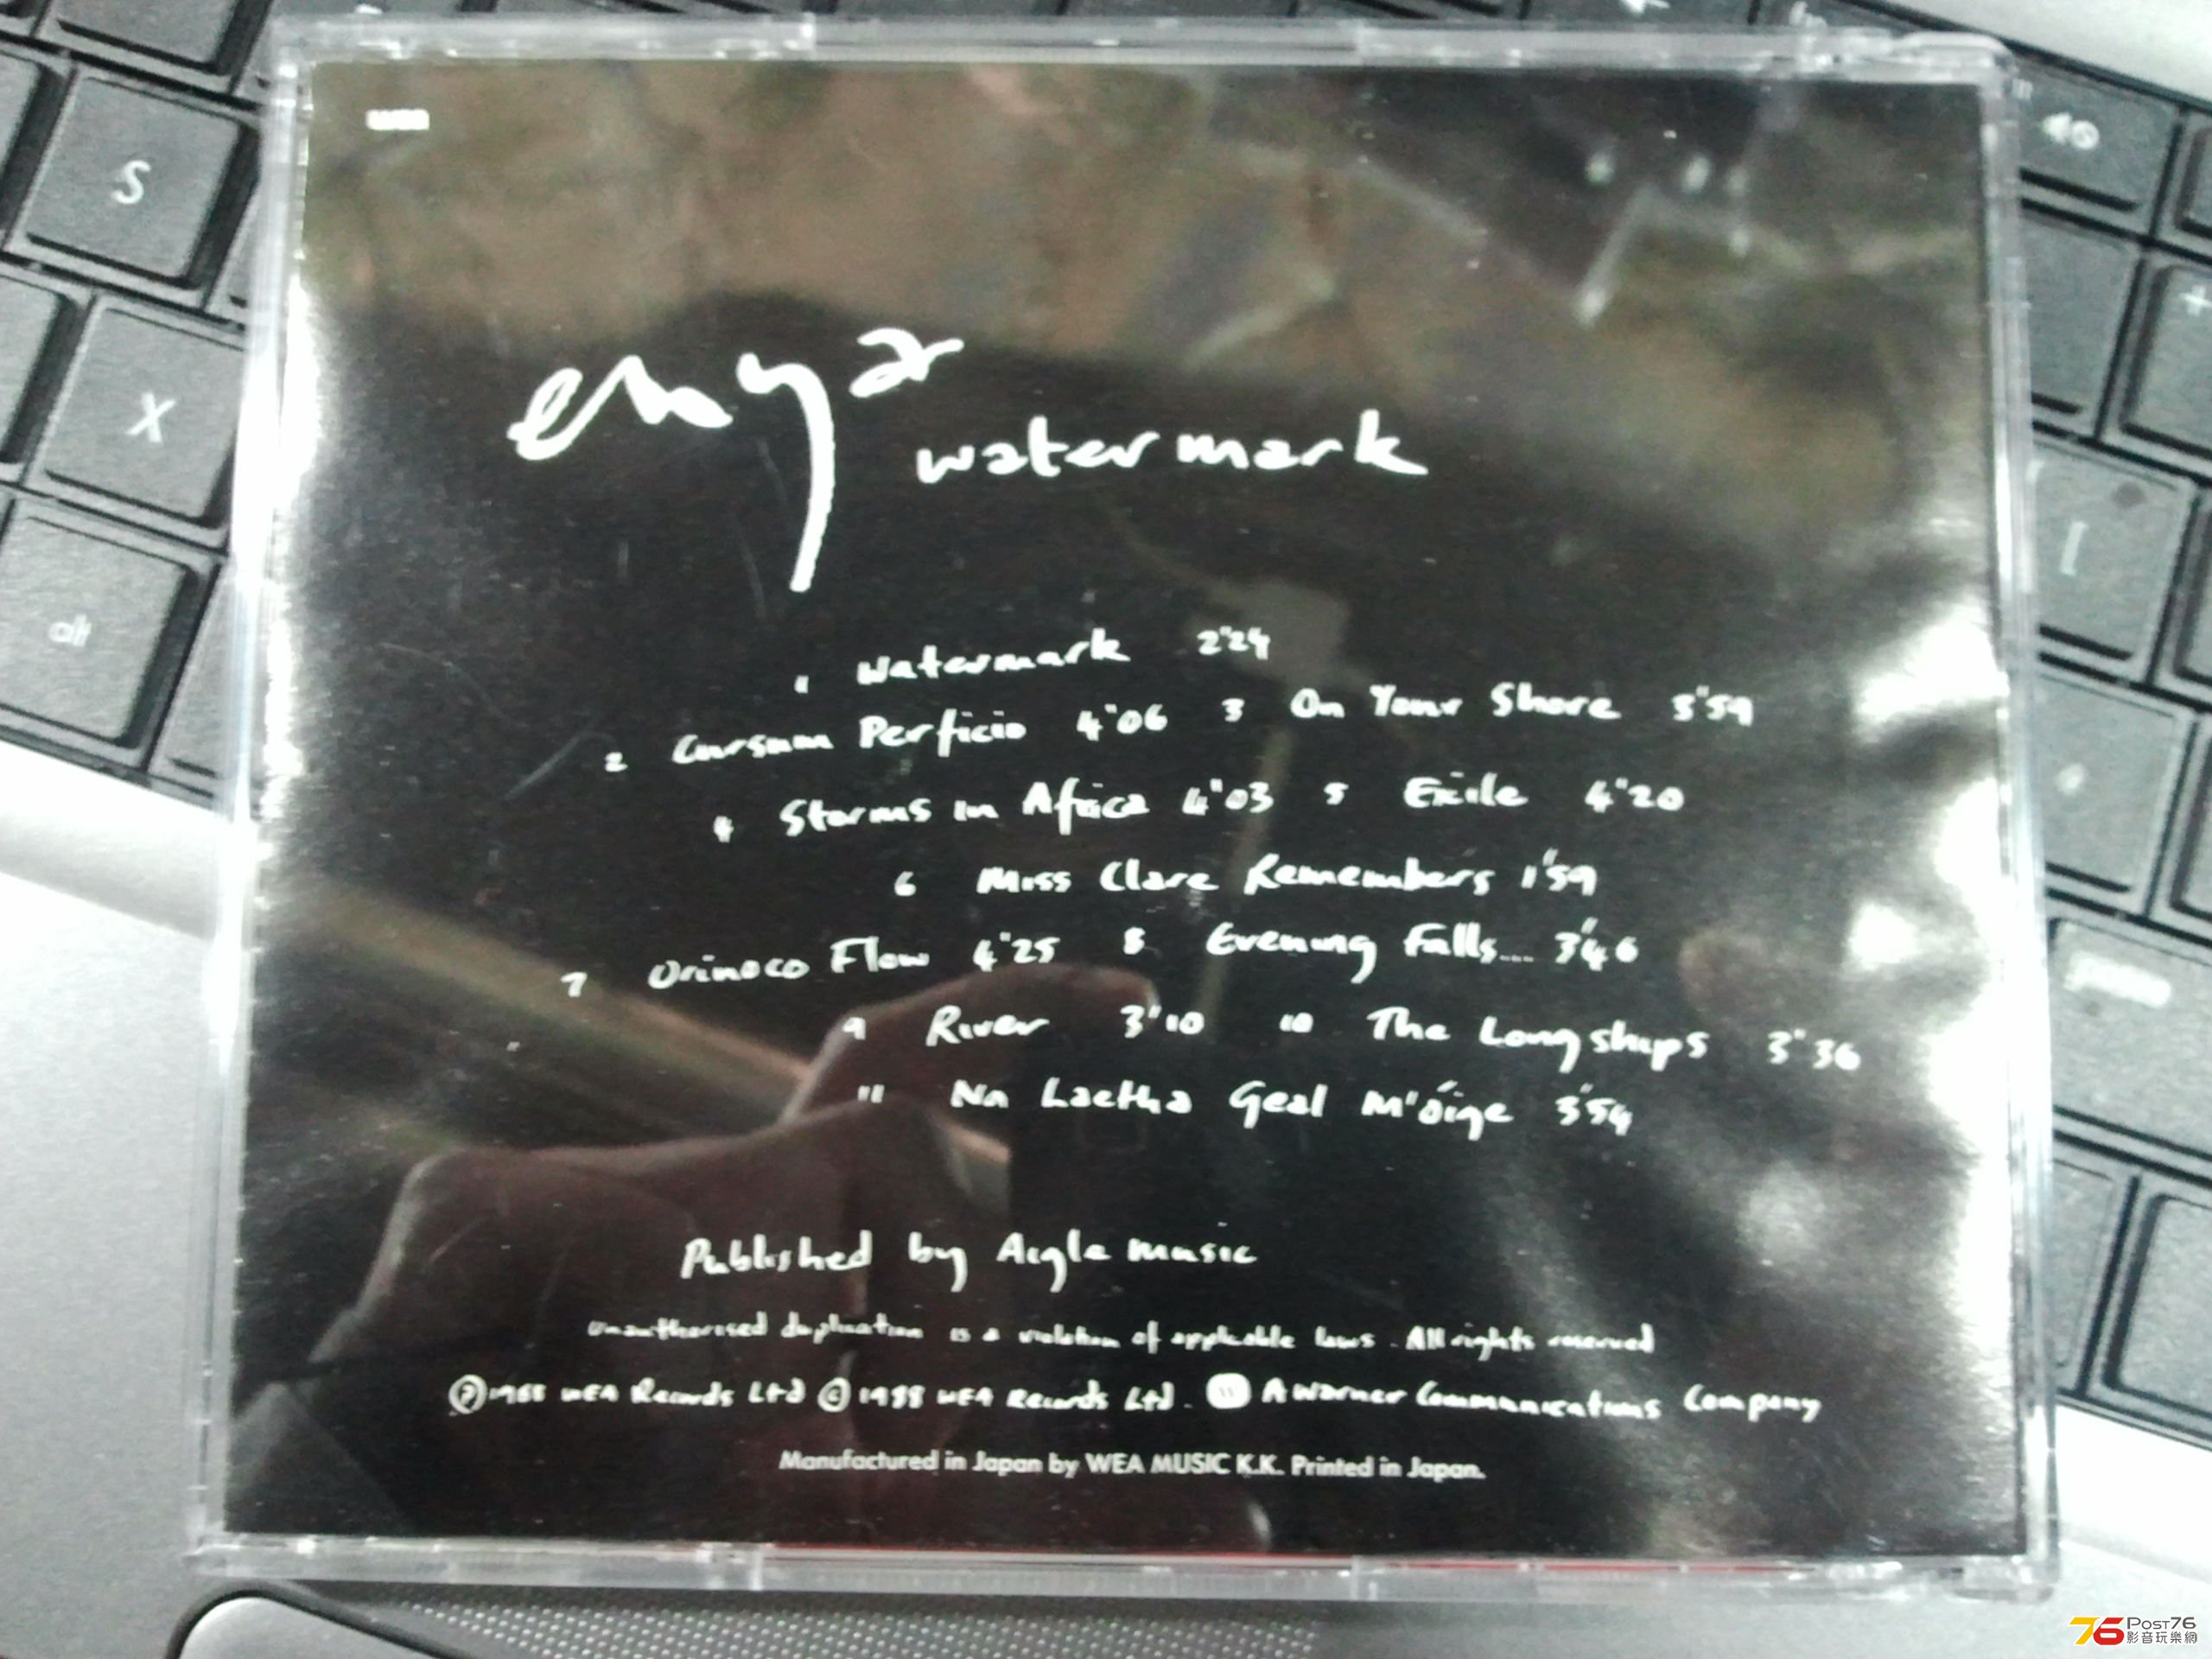 S
X
alt
enya
watermark
1 Watermark 2"24
2 Cursum Perficio 4"06 3 On Your Shore 3"59
4 Storms in Africa 4"03 5 Exile 4"20
6 Miss Clare Remembers 1"59
7 Orinoco Flow 4"25 8 Evening Falls... 3"46
9 River 3"10 10 The Longships 3"36
11 Na Laetha Geal M'óige 3"54
Published by Aigle Music
Unauthorised duplication is a violation of applicable laws. All rights reserved
Ⓟ1988 WEA Records Ltd ©1988 WEA Records Ltd. A Warner Communications Company
Manufactured in Japan by WEA MUSIC K.K. Printed in Japan.
76 POST76
影音玩樂網